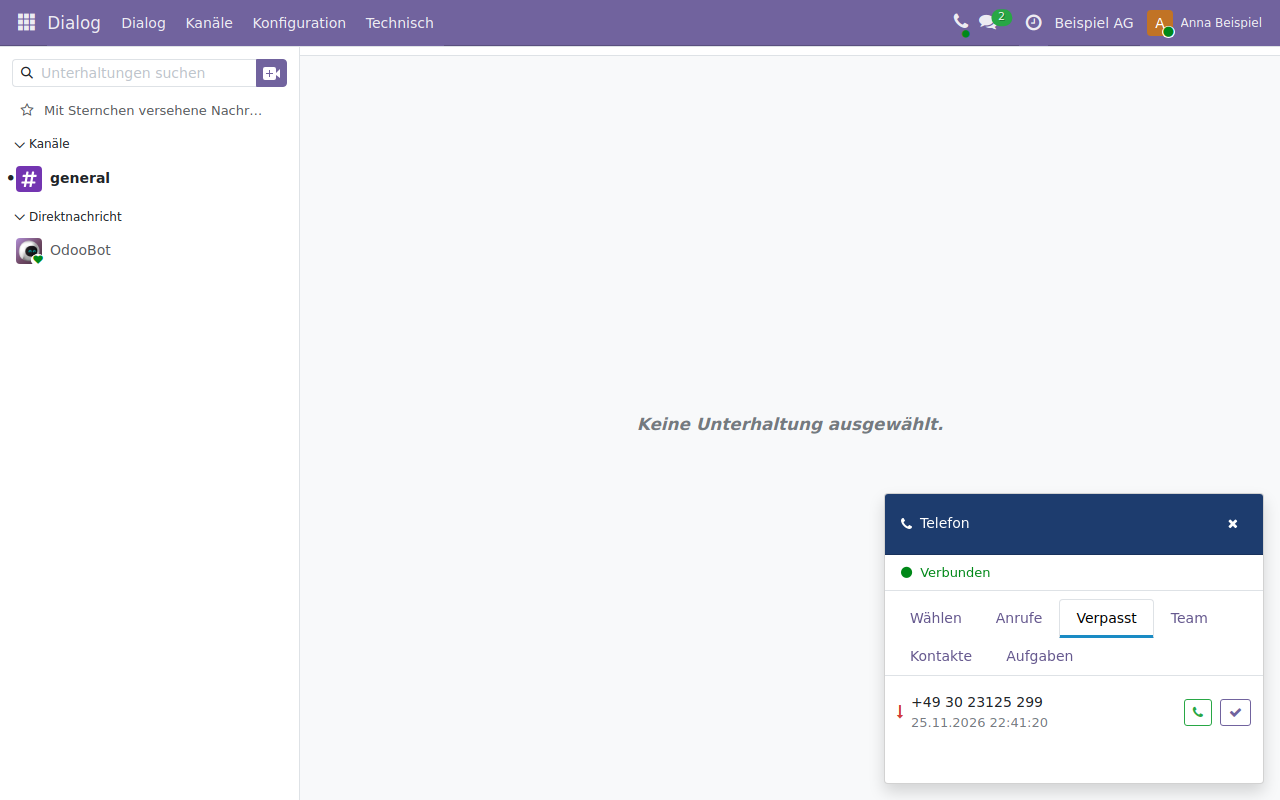 Dialog
Dialog Kanäle Konfiguration Technisch
2
Beispiel AG
A Anna Beispiel
Unterhaltungen suchen
Mit Sternchen versehene Nachr...
Kanäle
general
Direktnachricht
OdooBot
Keine Unterhaltung ausgewählt.
Telefon
Verbunden
Wählen Anrufe Verpasst Team
Kontakte Aufgaben
+49 30 23125 299
25.11.2026 22:41:20